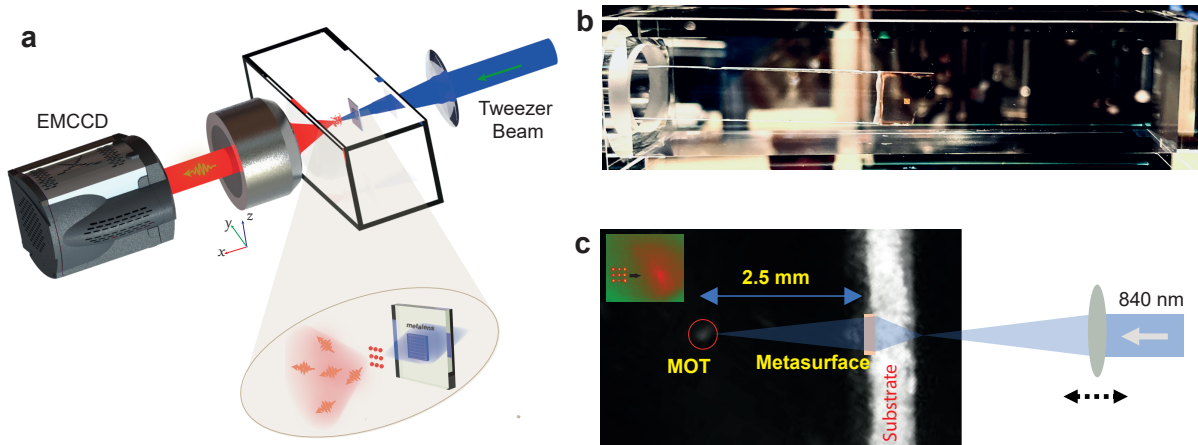 a
EMCCD
Tweezer
Beam
z
y
x
metalens
b
c
2.5 mm
840 nm
MOT
Metasurface
Substrate